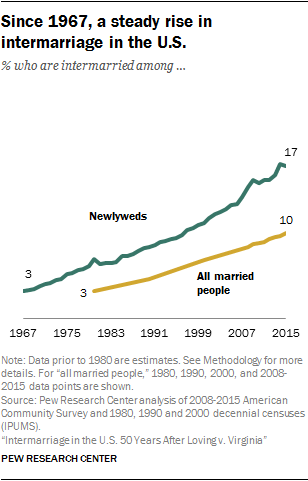 Since 1967, a steady rise in
intermarriage in the U.S.
% who are intermarried among ...
17
Newlyweds
10
3
3
All married
people
1967 1975 1983 1991 1999 2007 2015
Note: Data prior to 1980 are estimates. See Methodology for more
details. For “all married people,” 1980, 1990, 2000, and 2008-
2015 data points are shown.
Source: Pew Research Center analysis of 2008-2015 American
Community Survey and 1980, 1990 and 2000 decennial censuses
(IPUMS).
“Intermarriage in the U.S. 50 Years After Loving v. Virginia”
PEW RESEARCH CENTER